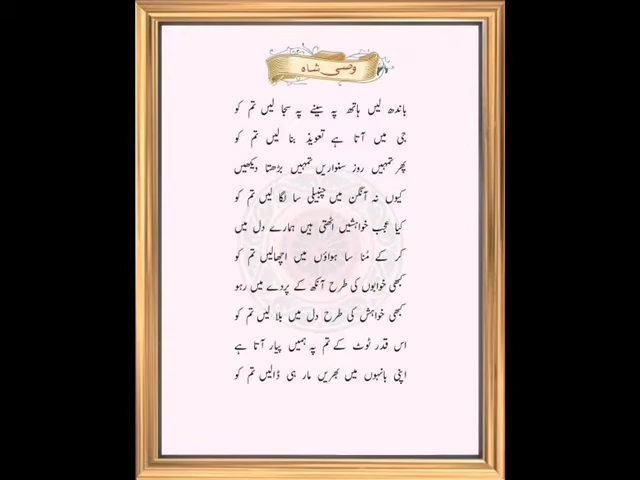 وصی شاہ
باندھ لیں ہاتھ پہ سینے پہ سجا لیں تم کو
جی میں آتا ہے تعویذ بنا لیں تم کو
پھر تمہیں روز سنواریں تمہیں بڑھتا دیکھیں
کیوں نہ آنگن میں چنبیلی سا لگا لیں تم کو
کیا عجب خواہشیں اٹھتی ہیں ہمارے دل میں
کر کے مُنا سا ہواؤں میں اچھالیں تم کو
کبھی خوابوں کی طرح آنکھ کے پردے میں رہو
کبھی خواہش کی طرح دل میں بلا لیں تم کو
اس قدر ٹوٹ کے تم پہ ہمیں پیار آتا ہے
اپنی بانہوں میں بھریں مار ہی ڈالیں تم کو